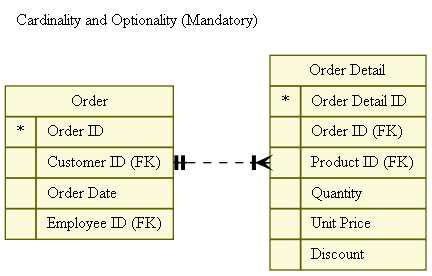 Cardinality and Optionality (Mandatory)
Order
* Order ID
Customer ID (FK)
Order Date
Employee ID (FK)
Order Detail
* Order Detail ID
Order ID (FK)
Product ID (FK)
Quantity
Unit Price
Discount